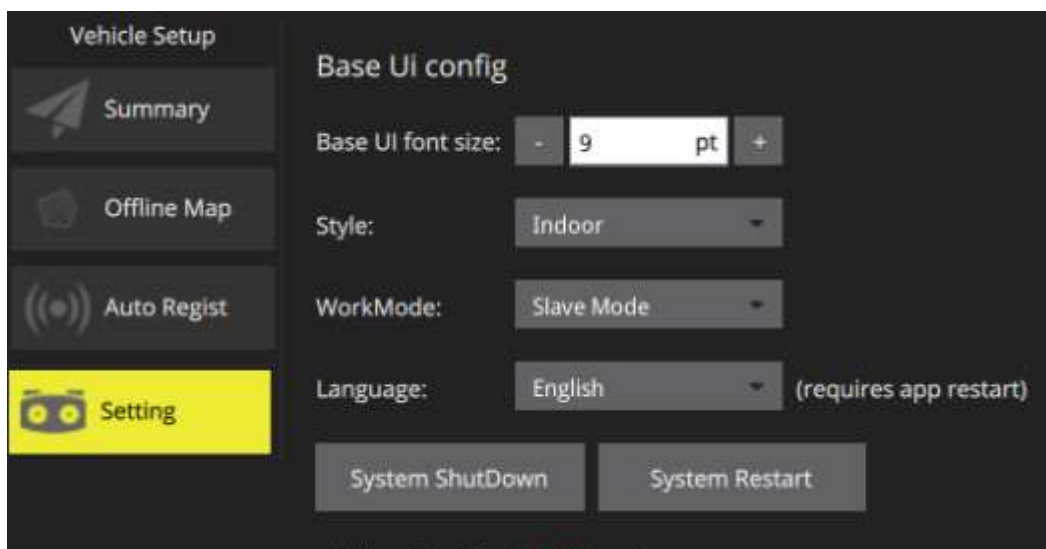 Vehicle Setup
Summary
Offline Map
Auto Regist
Setting
Base Ui config
Base UI font size: - 9 pt +
Style: Indoor
WorkMode: Slave Mode
Language: English (requires app restart)
System ShutDown System Restart